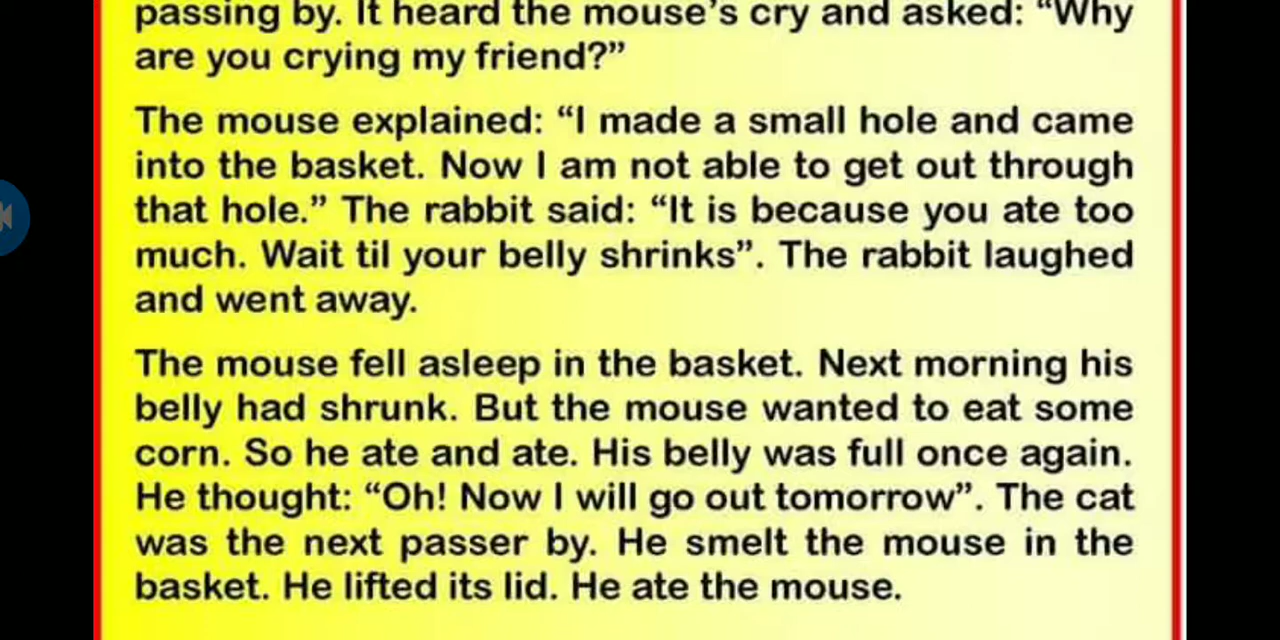 passing by. It heard the mouse's cry and asked: “Why
are you crying my friend?”
The mouse explained: “I made a small hole and came
into the basket. Now I am not able to get out through
that hole.” The rabbit said: “It is because you ate too
much. Wait til your belly shrinks”. The rabbit laughed
and went away.
The mouse fell asleep in the basket. Next morning his
belly had shrunk. But the mouse wanted to eat some
corn. So he ate and ate. His belly was full once again.
He thought: “Oh! Now I will go out tomorrow”. The cat
was the next passer by. He smelt the mouse in the
basket. He lifted its lid. He ate the mouse.